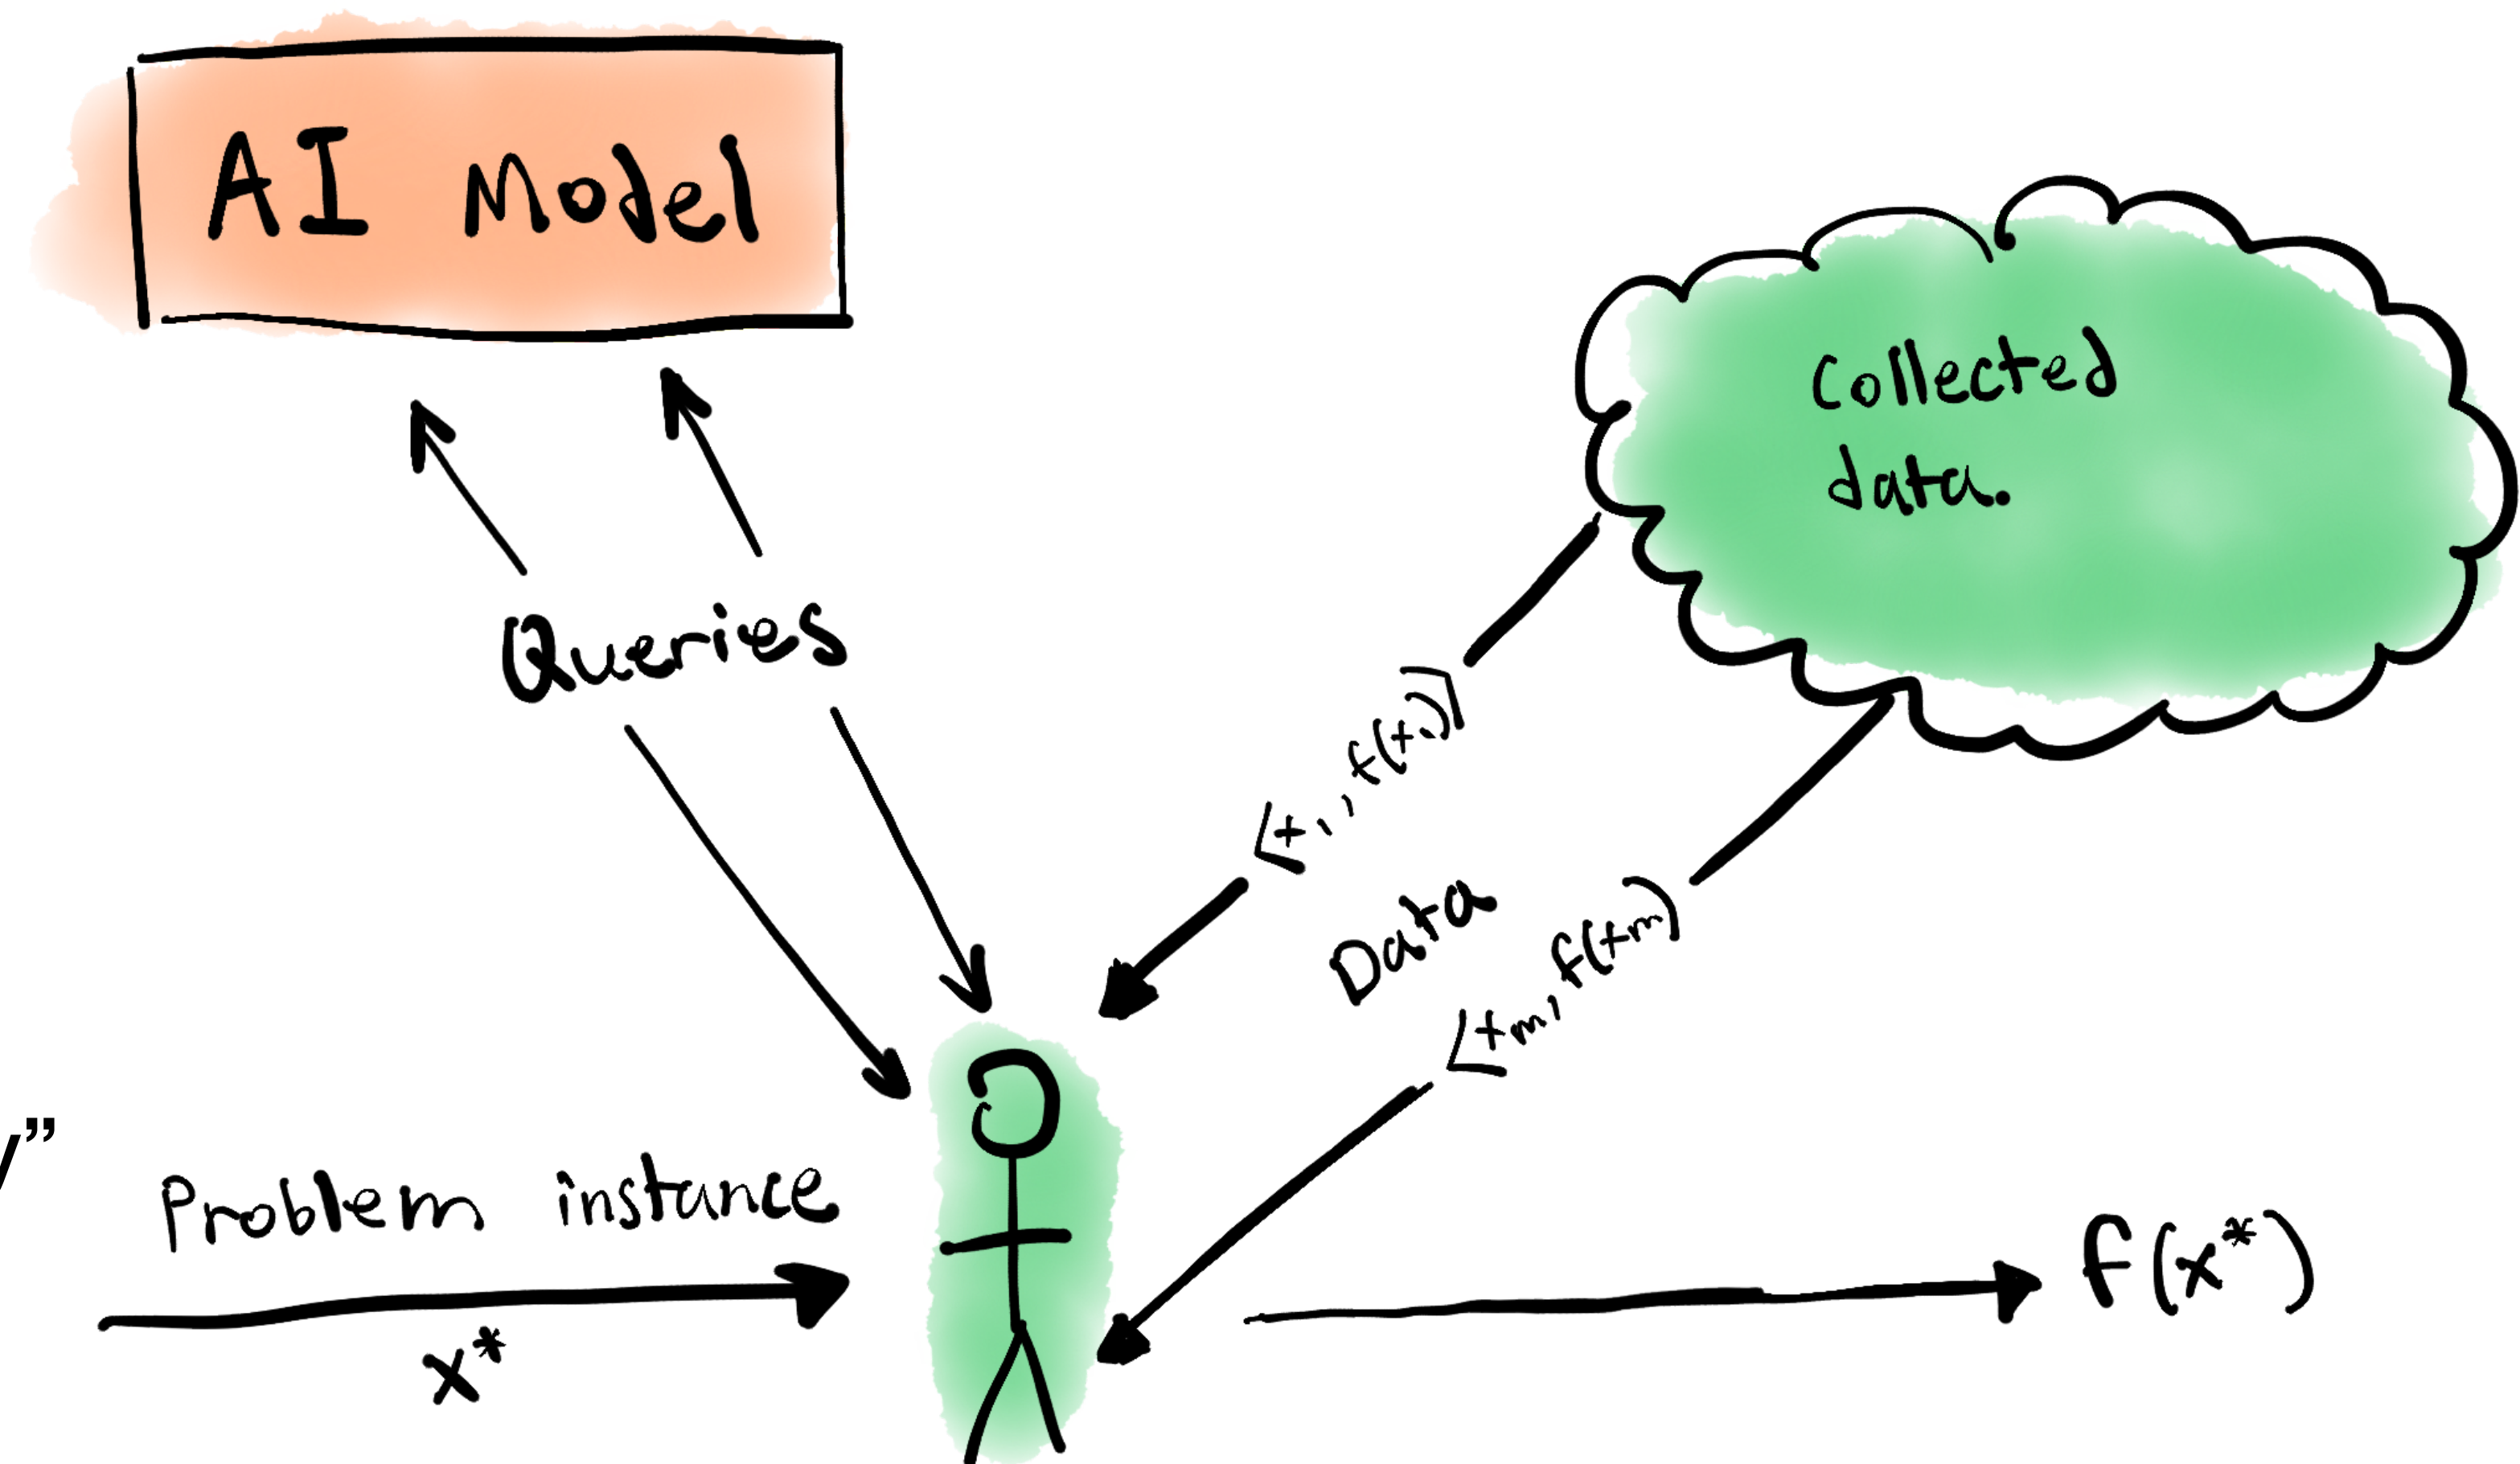 AI Model
Collected
data.
Queries
[x₁, f(x₁)]
Data
[xm, f(xm)]
y”
Problem instance
x*
f(x*)